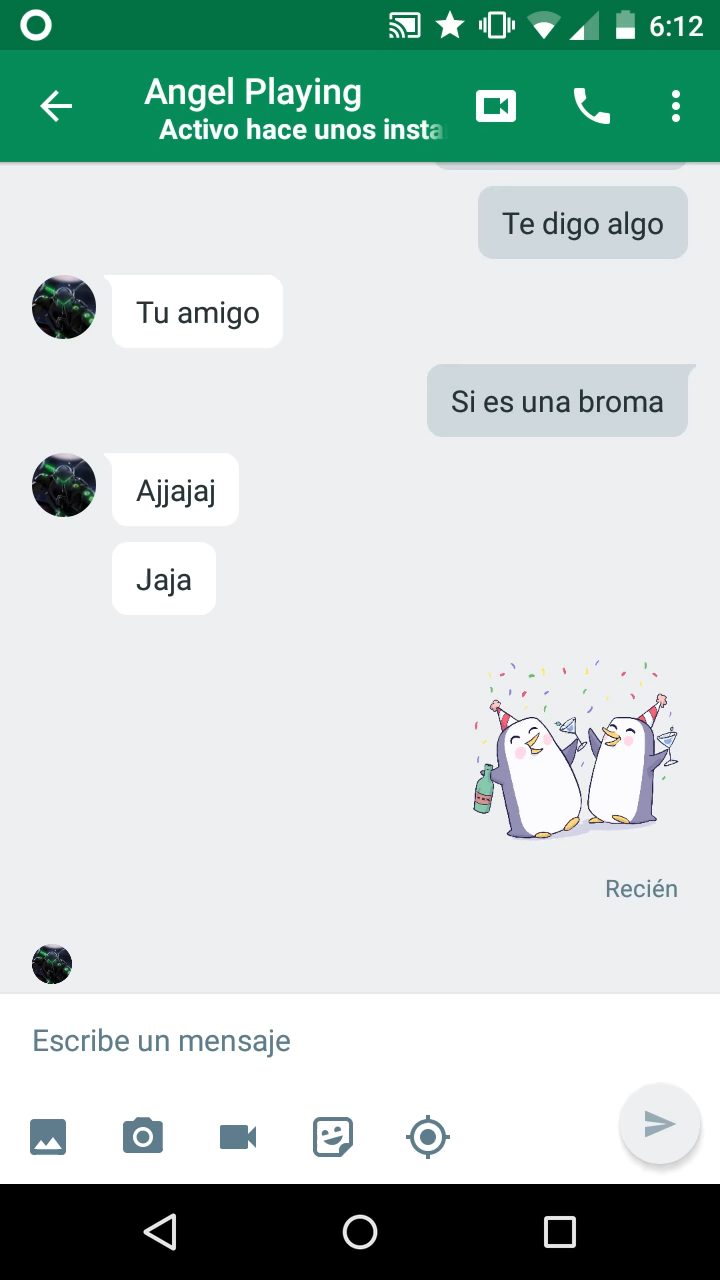 6:12
Angel Playing
Activo hace unos insta
Te digo algo
Tu amigo
Si es una broma
Ajjajaj
Jaja
Recién
Escribe un mensaje